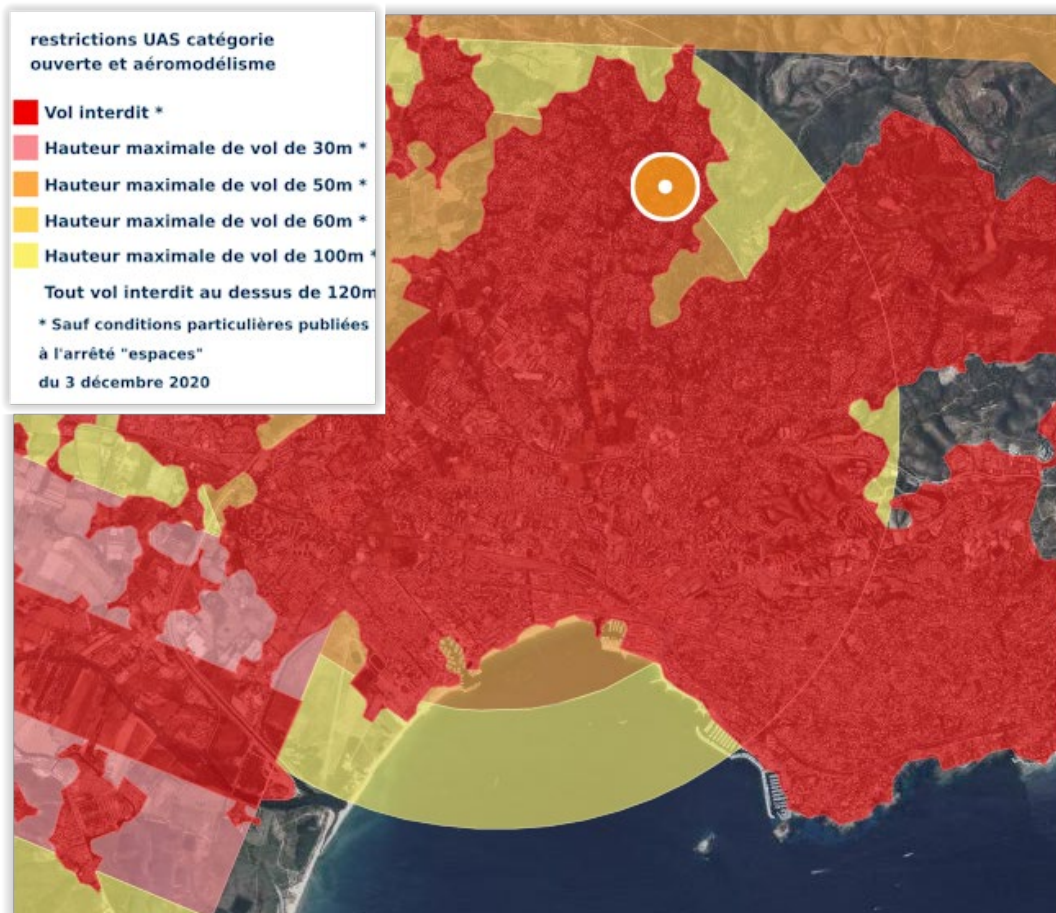 restrictions UAS catégorie
ouverte et aéromodélisme
Vol interdit *
Hauteur maximale de vol de 30m *
Hauteur maximale de vol de 50m *
Hauteur maximale de vol de 60m *
Hauteur maximale de vol de 100m *
Tout vol interdit au dessus de 120m
* Sauf conditions particulières publiées
à l'arrêté "espaces"
du 3 décembre 2020